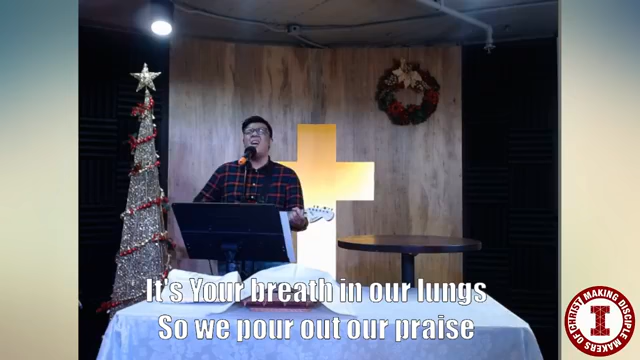 It's Your breath in our lungs
So we pour out our praise
CHRIST MAKING DISCIPLE MAKERS OF
I